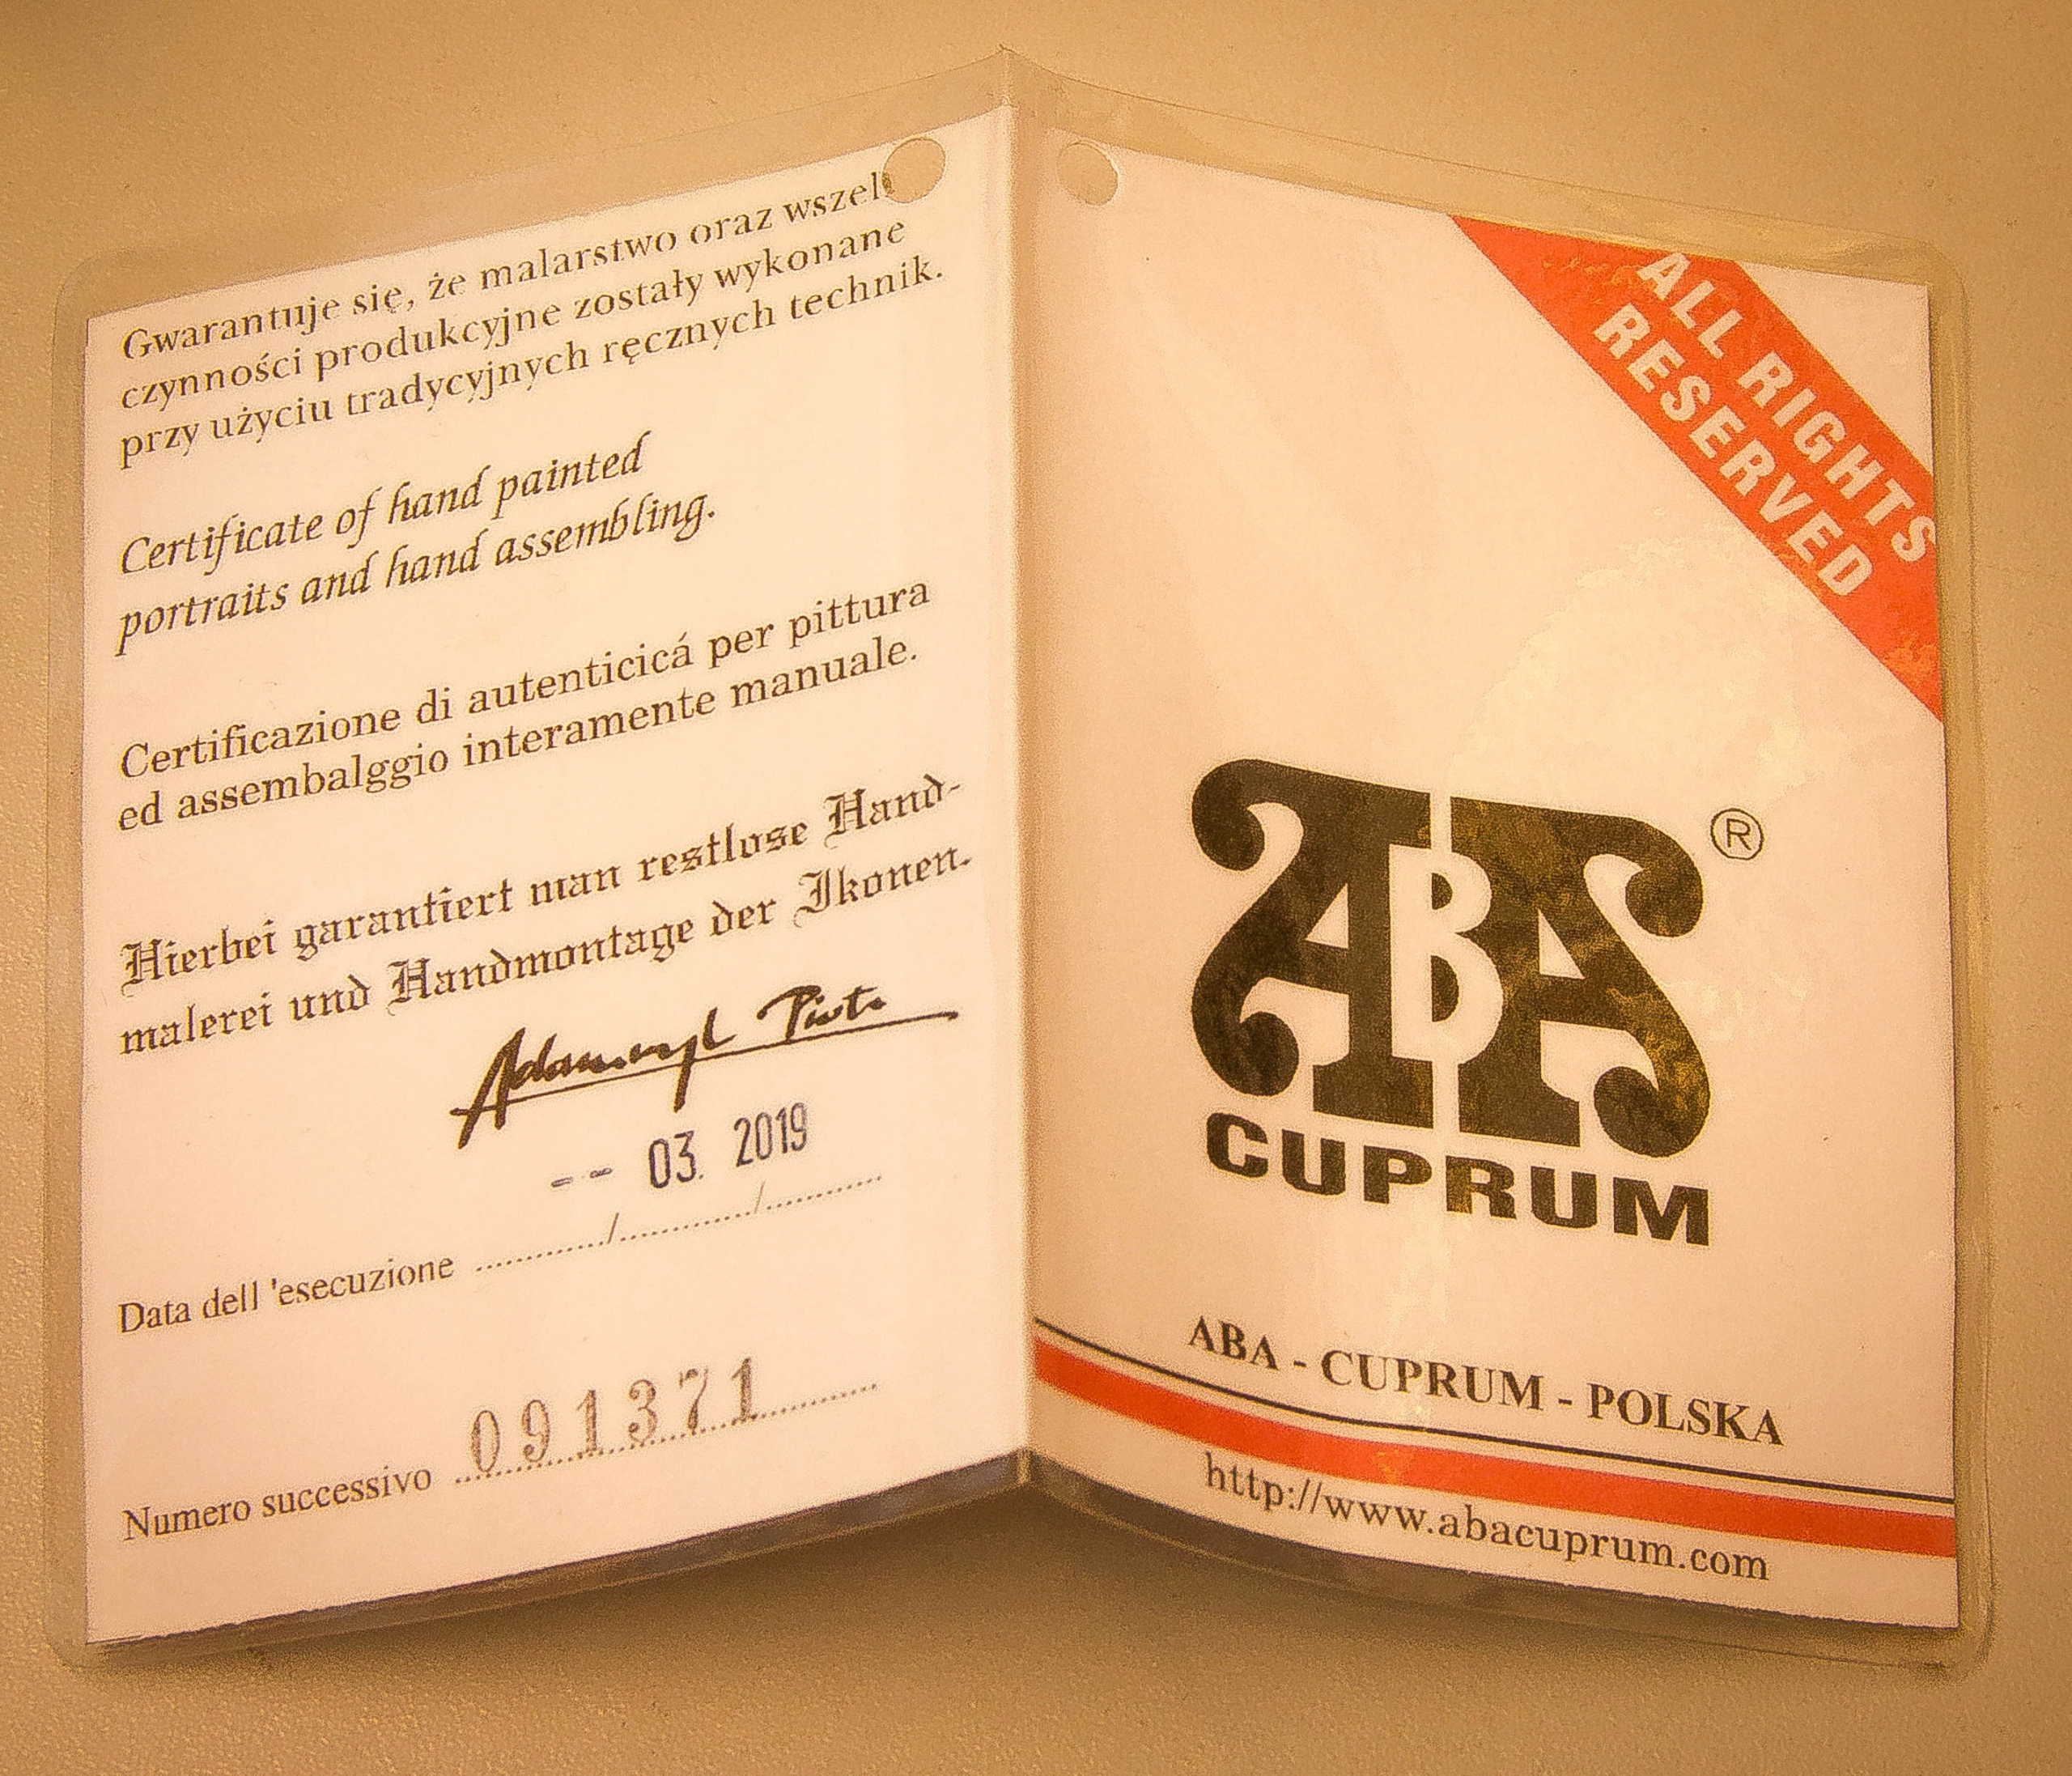 Gwarantuje się, że malarstwo oraz
czynności produkcyjne zostały wykonane
przy użyciu tradycyjnych ręcznych technik.
Certificate of hand painted
portraits and hand assembling.
Certificazione di autenticicá per pittura
ed assembalggio interamente manuale.
Hierbei garantiert man restlose Hand-
malerei und Handmontage der Ikonen.
-- 03. 2019
Data dell 'esecuzione ............/............/............
091371
Numero successivo ..............................
ALL RIGHTS
RESERVED
ABA ®
CUPRUM
ABA - CUPRUM - POLSKA
http://www.abacuprum.com